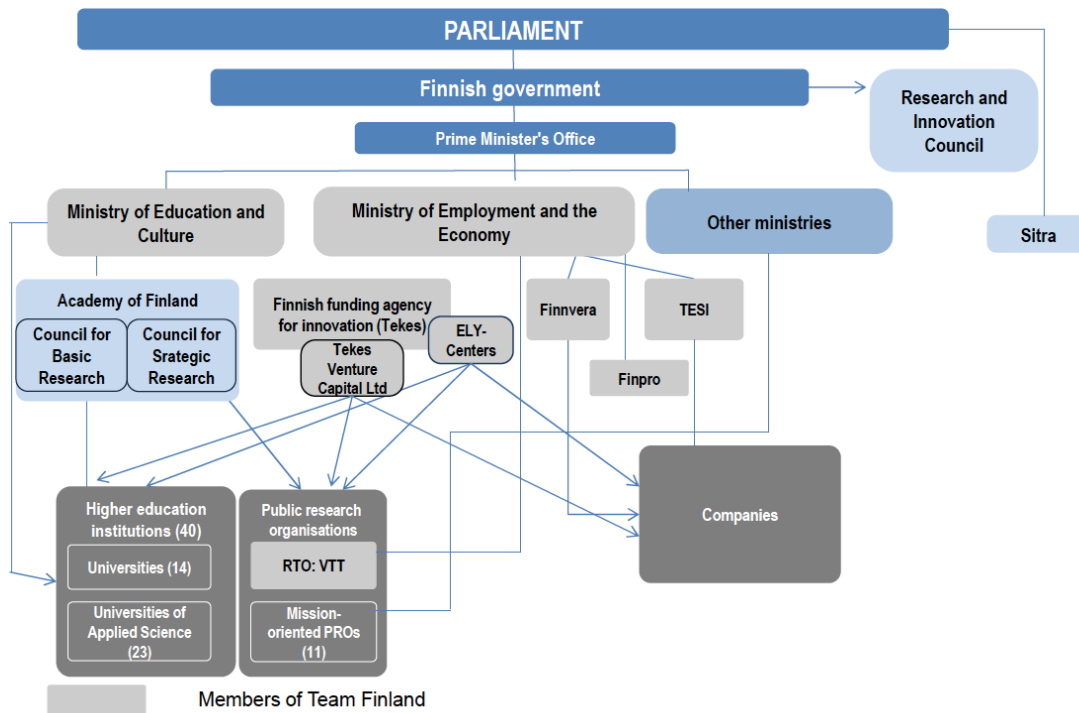 PARLIAMENT
Finnish government
Research and
Innovation
Council
Prime Minister's Office
Ministry of Education and
Culture
Ministry of Employment and the
Economy
Other ministries
Sitra
Academy of Finland
Council for
Basic
Research
Council for
Srategic
Research
Finnish funding agency
for innovation (Tekes)
Tekes
Venture
Capital Ltd
ELY-
Centers
Finnvera
TESI
Finpro
Higher education
institutions (40)
Universities (14)
Universities
of Applied Science
(23)
Public research
organisations
RTO: VTT
Mission-
oriented PROs
(11)
Companies
Members of Team Finland